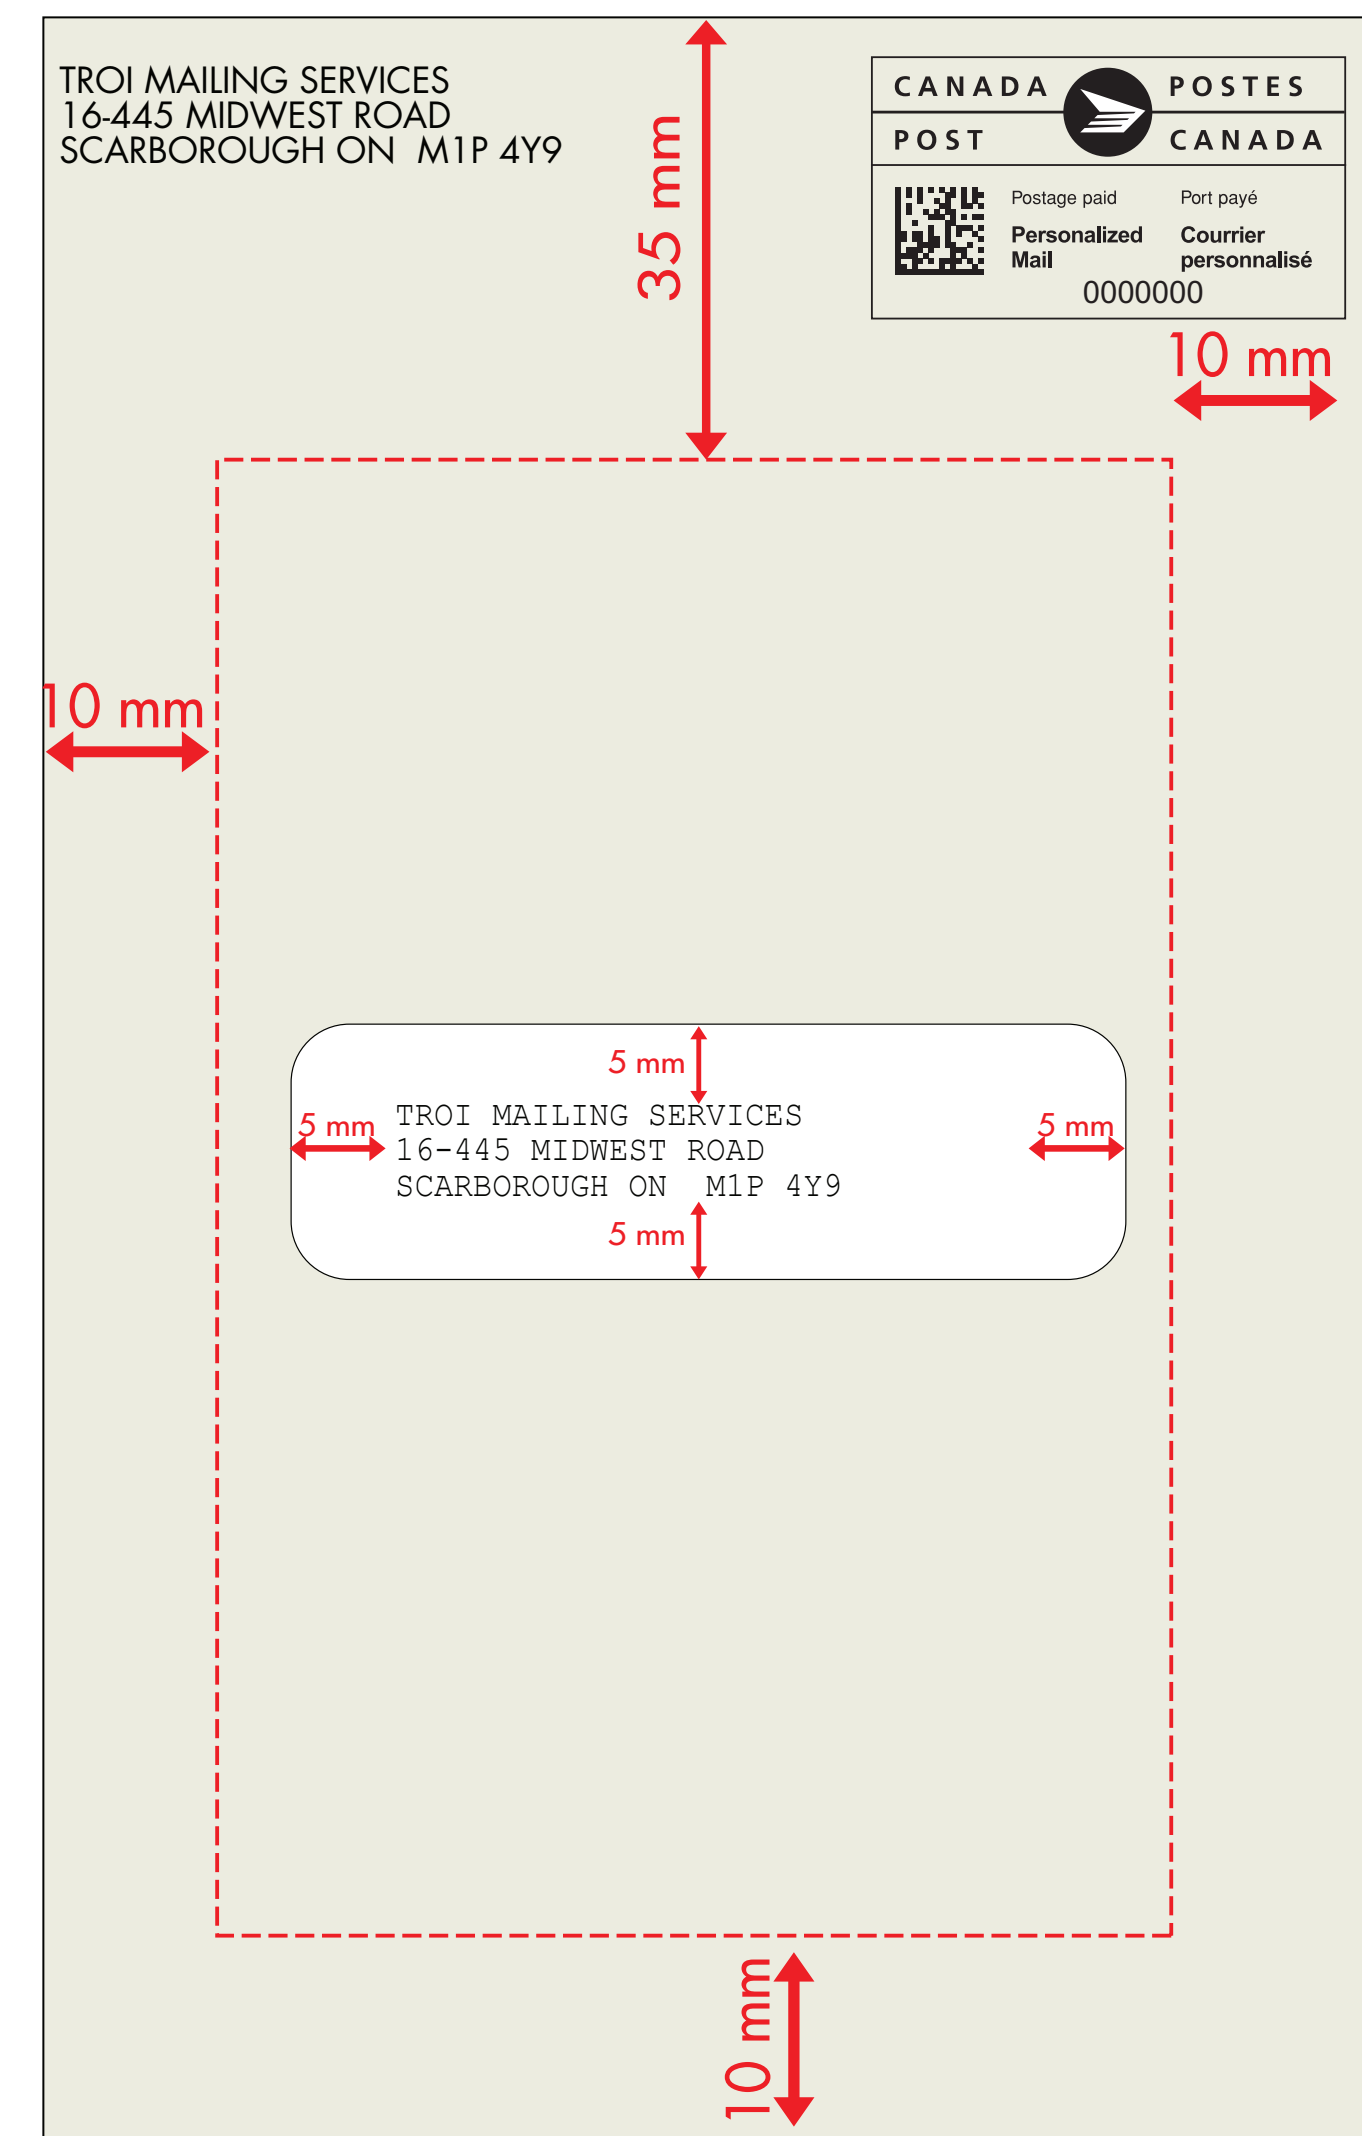 TROI MAILING SERVICES
16-445 MIDWEST ROAD
SCARBOROUGH ON  M1P 4Y9
35 mm
CANADA POSTES
POST CANADA
Postage paid Port payé
Personalized Courrier
Mail personnalisé
0000000
10 mm
10 mm
5 mm
TROI MAILING SERVICES
5 mm 5 mm
16-445 MIDWEST ROAD
SCARBOROUGH ON  M1P 4Y9
5 mm
10 mm